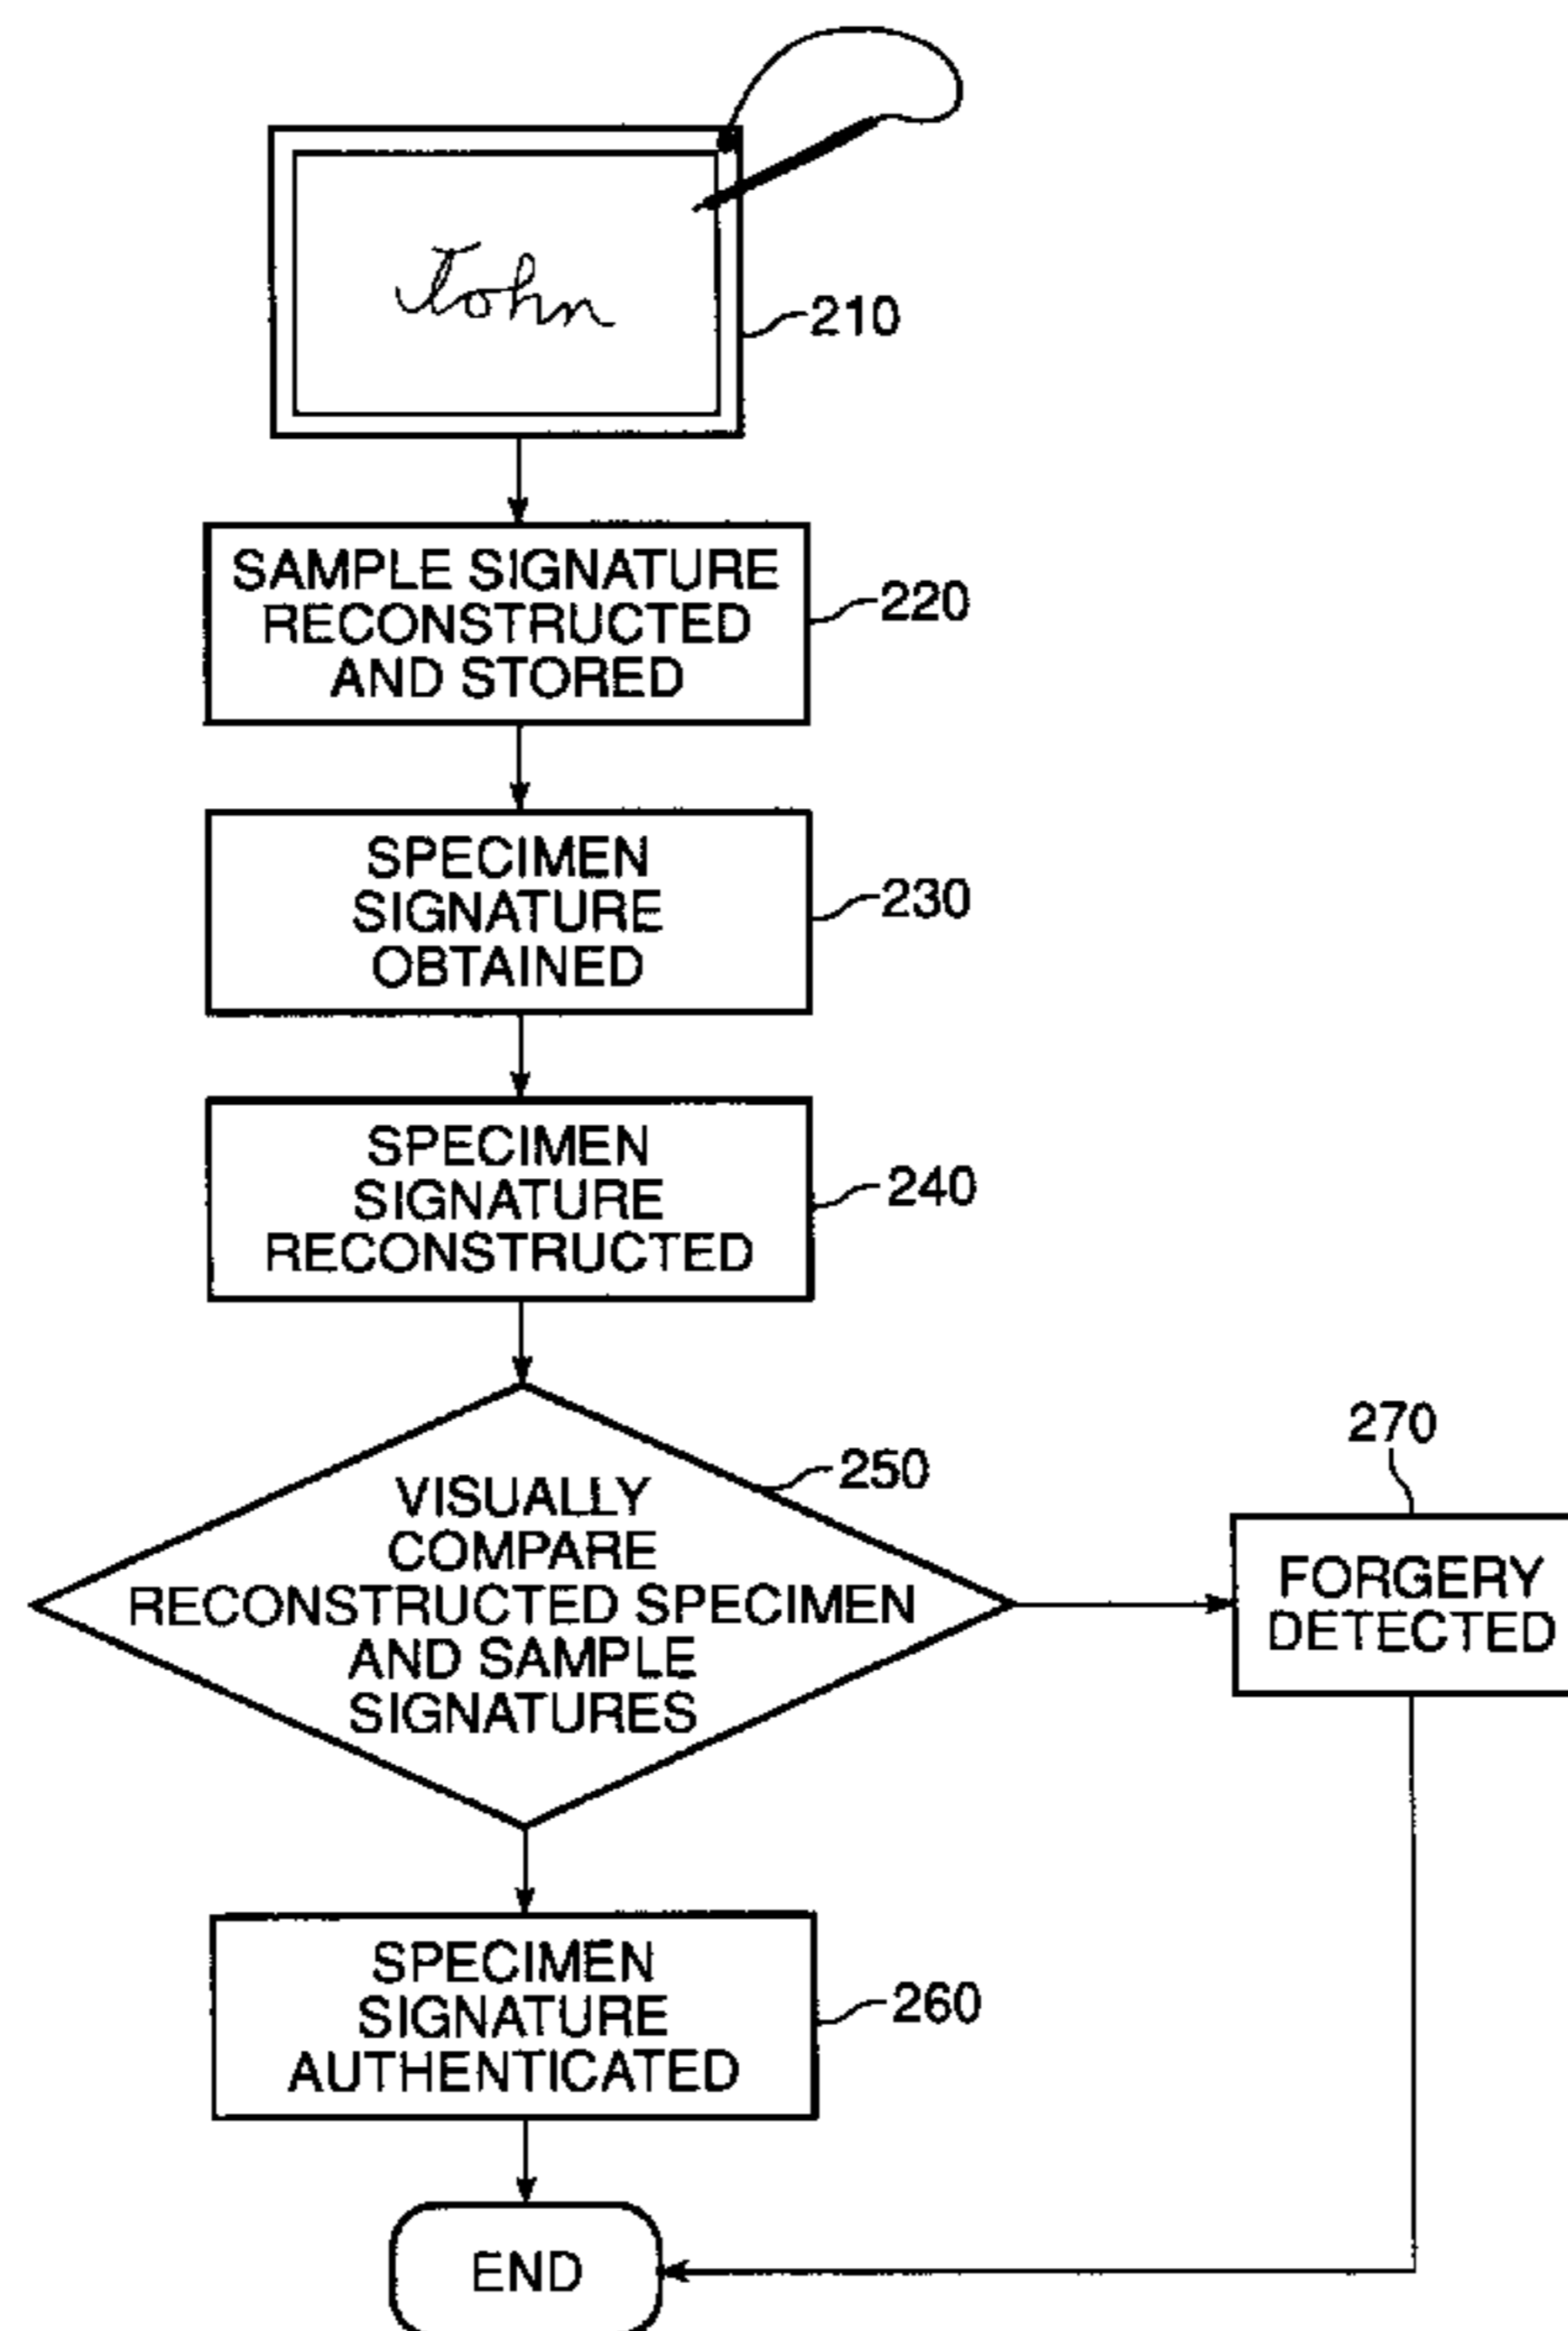 John
210
SAMPLE SIGNATURE
RECONSTRUCTED
AND STORED
220
SPECIMEN
SIGNATURE
OBTAINED
230
SPECIMEN
SIGNATURE
RECONSTRUCTED
240
VISUALLY
COMPARE
RECONSTRUCTED SPECIMEN
AND SAMPLE
SIGNATURES
250
270
FORGERY
DETECTED
SPECIMEN
SIGNATURE
AUTHENTICATED
260
END